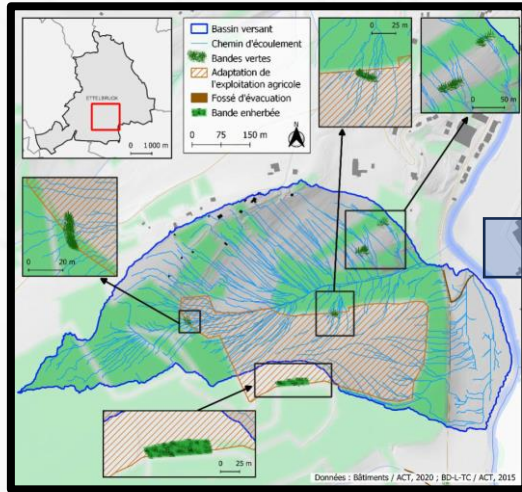 ETTELBRUCK
0
1 000 m
Bassin versant
Chemin d'écoulement
Bandes vertes
Adaptation de
l'exploitation agricole
Fossé d'évacuation
Bande enherbée
0 75 150 m
0 25 m
0 50 m
0 20 m
0 25 m
Données : Bâtiments / ACT, 2020 ; BD-L-TC / ACT, 2015